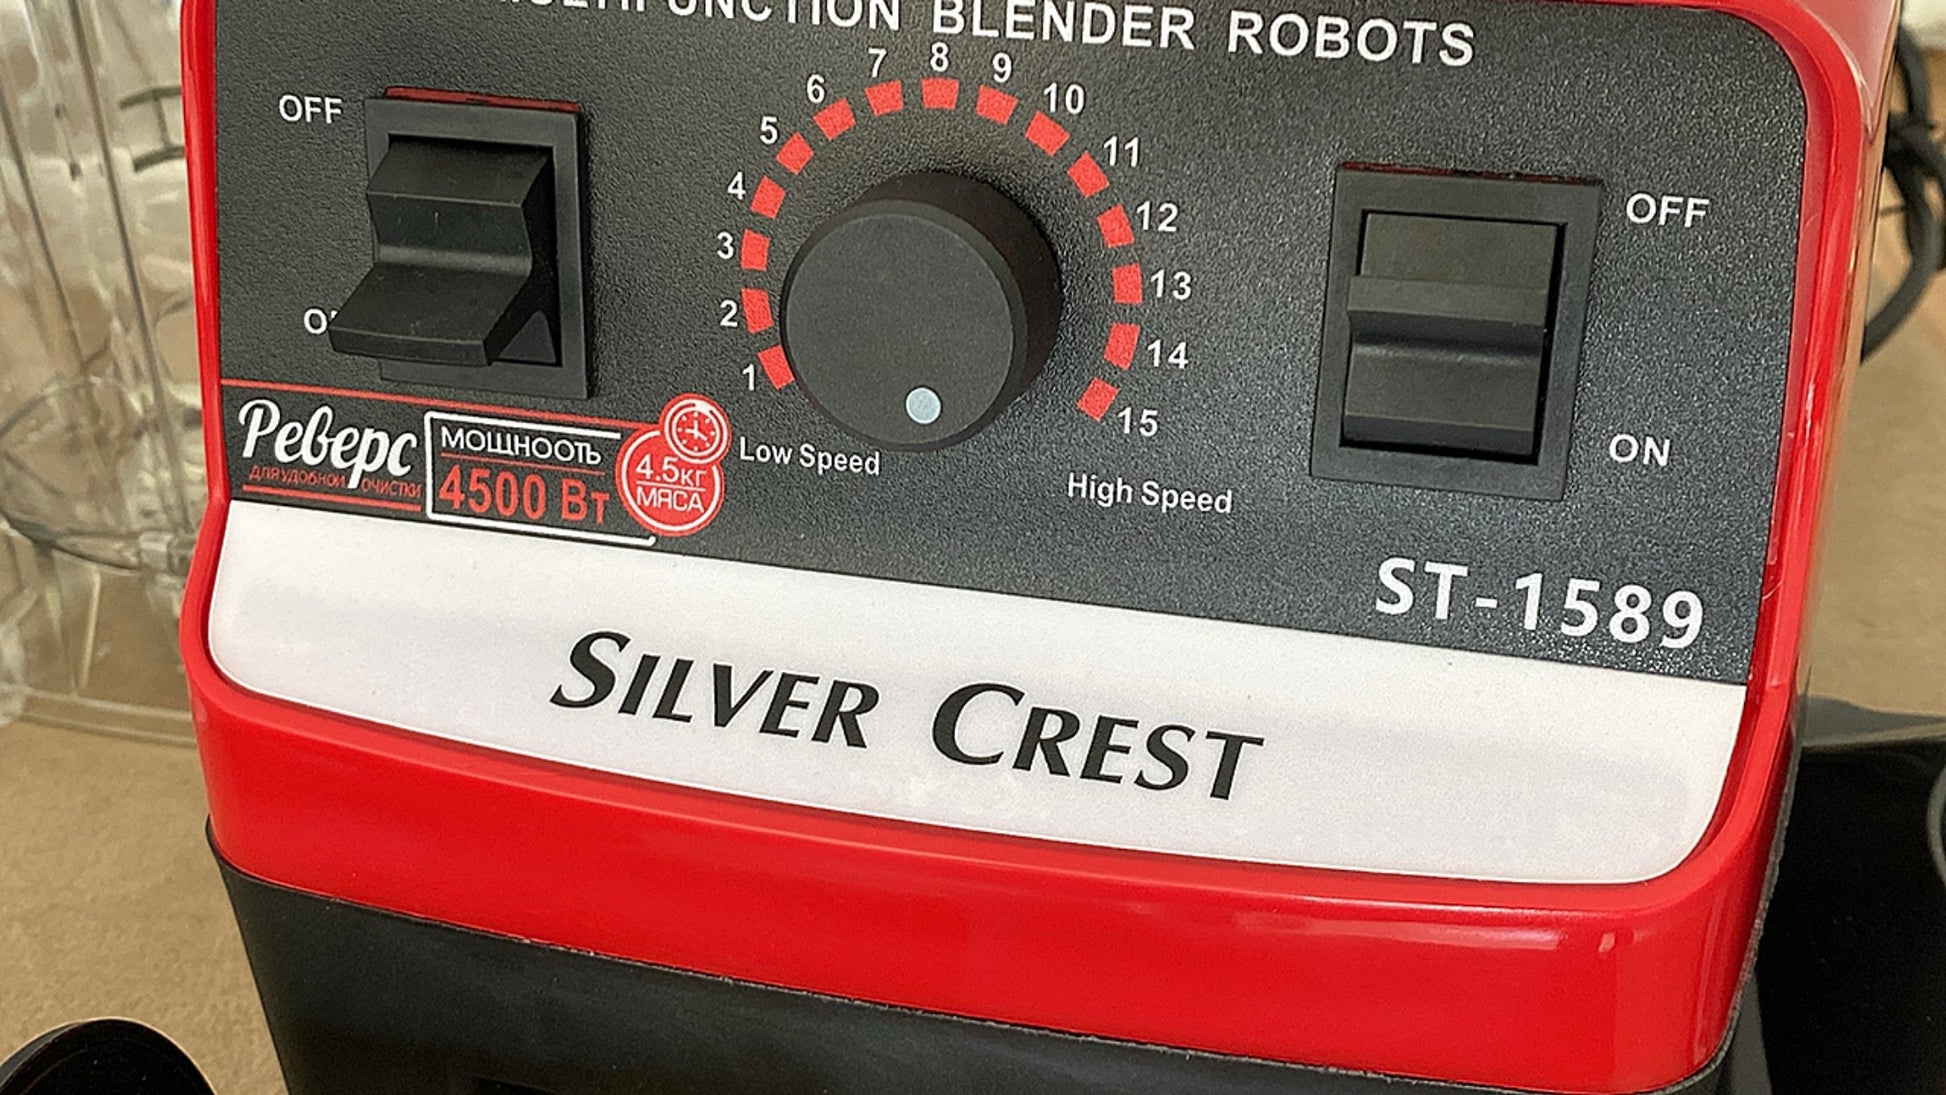 BLENDER ROBOTS
OFF
1
2
3
4
5
6
7
8
9
10
11
12
13
14
15
OFF
ON
Low Speed
High Speed
Реверс
ДЛЯ УДОБНОЙ ОЧИСТКИ
МОЩНООТЬ
4500 Вт
4.5КГ
МЯСА
ST-1589
SILVER CREST